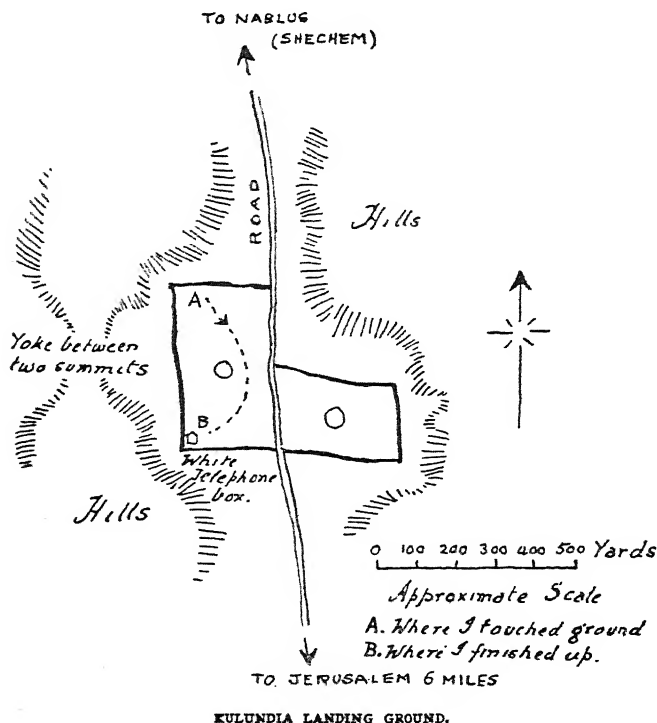 TO NABLUS
(SHECHEM)
ROAD
Hills
A
Yoke between
two summits
B
White
Telephone
box.
Hills
0 100 200 300 400 500 Yards
Approximate Scale
A. Where I touched ground
B. Where I finished up.
TO JERUSALEM 6 MILES
KULUNDIA LANDING GROUND.